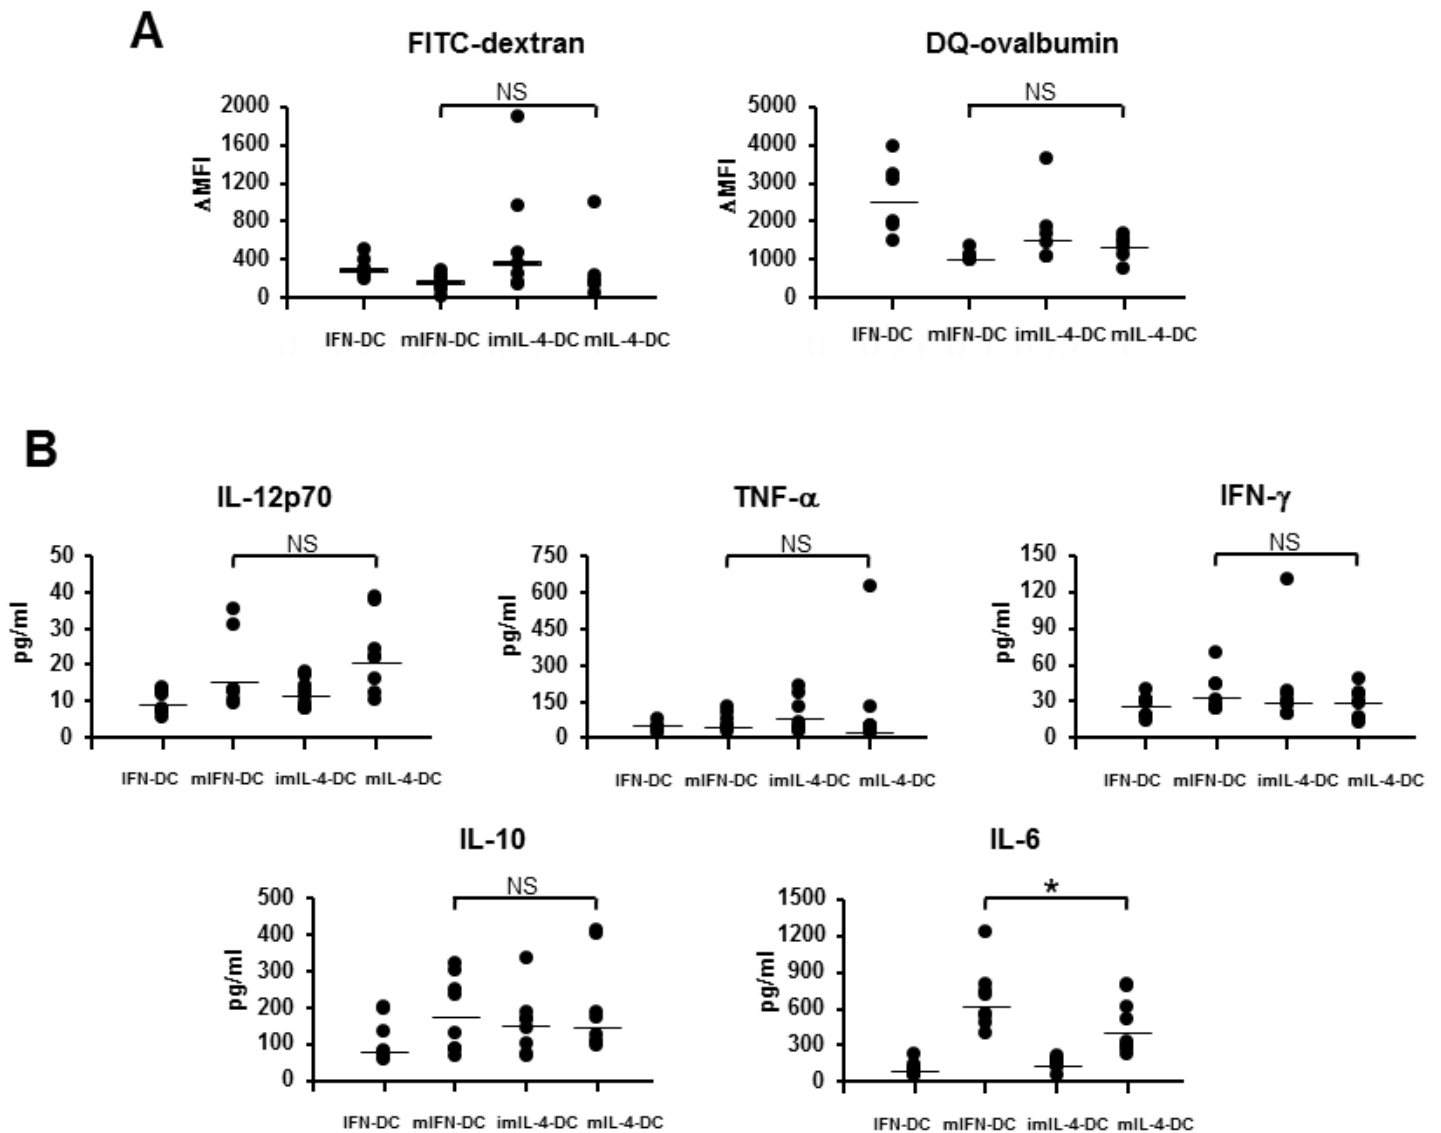 A
FITC-dextran
DQ-ovalbumin
NS
NS
2000
1600
1200
800
400
0
ΔMFI
5000
4000
3000
2000
1000
0
ΔMFI
IFN-DC mIFN-DC imIL-4-DC mIL-4-DC
IFN-DC mIFN-DC imIL-4-DC mIL-4-DC
B
IL-12p70
TNF-α
IFN-γ
NS
NS
NS
50
40
30
20
10
0
pg/ml
750
600
450
300
150
0
pg/ml
150
120
90
60
30
0
pg/ml
IFN-DC mIFN-DC imIL-4-DC mIL-4-DC
IFN-DC mIFN-DC imIL-4-DC mIL-4-DC
IFN-DC mIFN-DC imIL-4-DC mIL-4-DC
IL-10
IL-6
NS
*
500
400
300
200
100
0
pg/ml
1500
1200
900
600
300
0
pg/ml
IFN-DC mIFN-DC imIL-4-DC mIL-4-DC
IFN-DC mIFN-DC imIL-4-DC mIL-4-DC